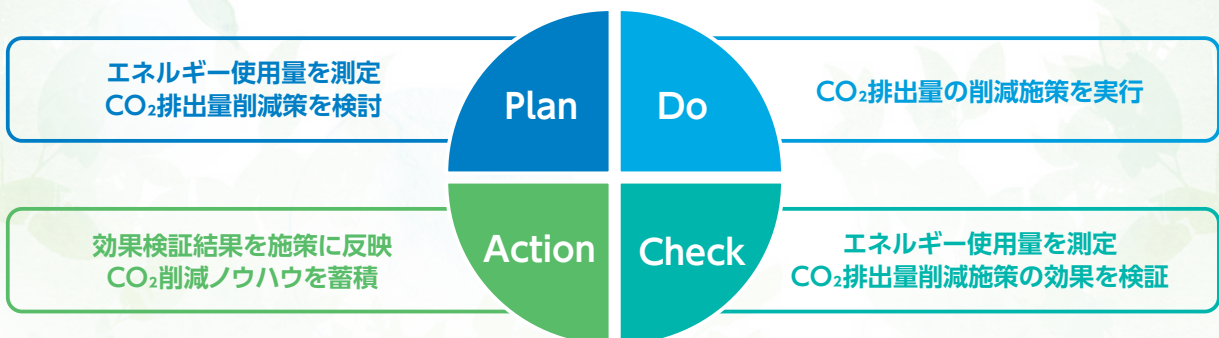 エネルギー使用量を測定
CO₂排出量削減策を検討
Plan
Do
CO₂排出量の削減施策を実行
効果検証結果を施策に反映
CO₂削減ノウハウを蓄積
Action
Check
エネルギー使用量を測定
CO₂排出量削減施策の効果を検証